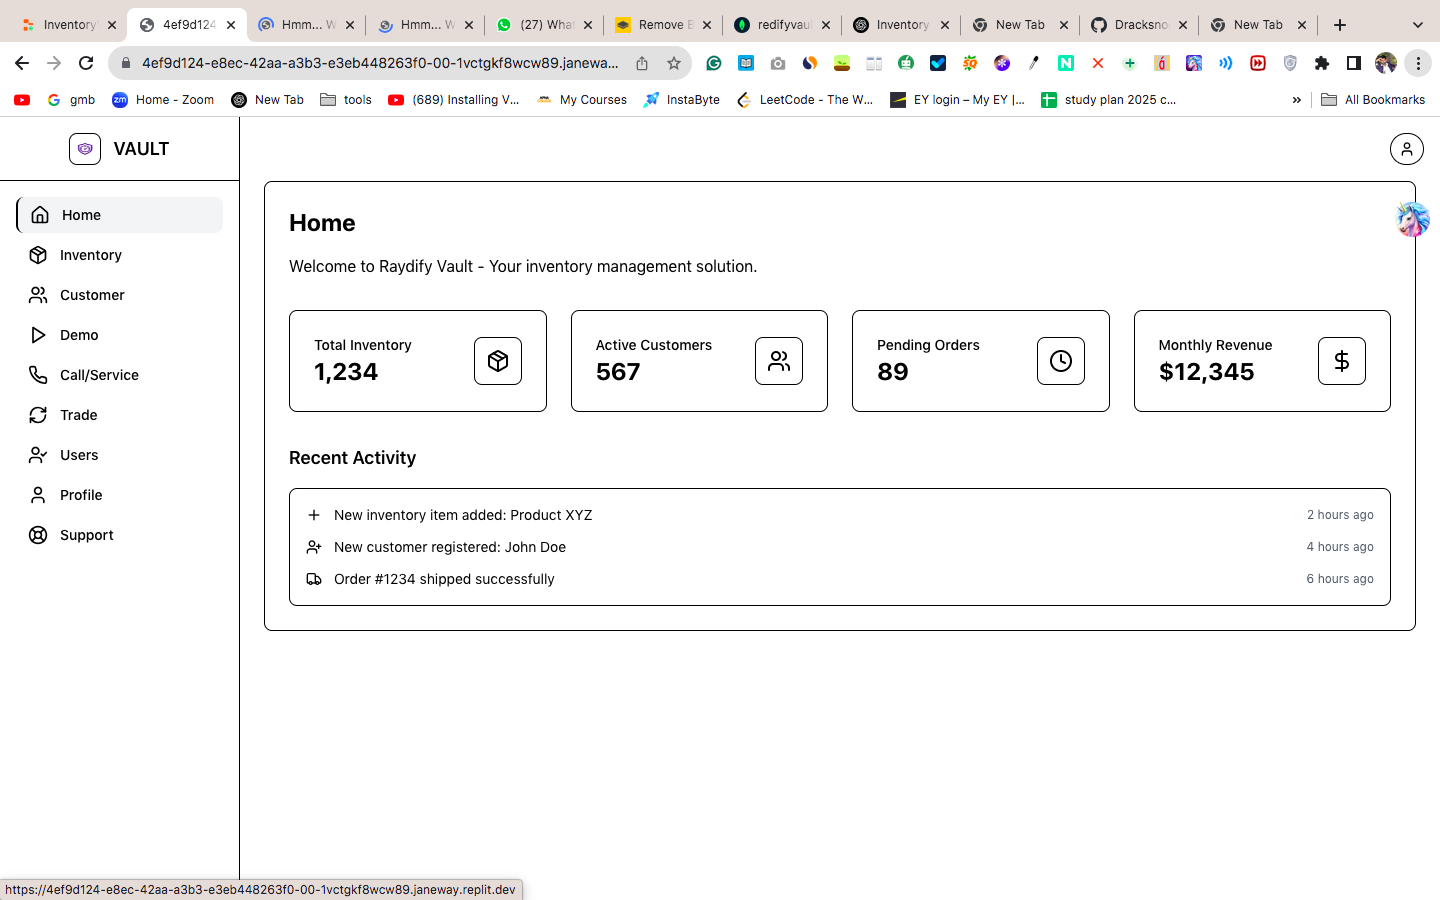 Inventory
4ef9d124
Hmm... W
Hmm... W
(27) What
Remove B
redifyvaul
Inventory
New Tab
Dracksno
New Tab
4ef9d124-e8ec-42aa-a3b3-e3eb448263f0-00-1vctgkf8wcw89.janewa...
gmb
Home - Zoom
New Tab
tools
(689) Installing V...
My Courses
InstaByte
LeetCode - The W...
EY login – My EY |...
study plan 2025 c...
»
All Bookmarks
VAULT
Home
Inventory
Customer
Demo
Call/Service
Trade
Users
Profile
Support
Home
Welcome to Raydify Vault - Your inventory management solution.
Total Inventory
1,234
Active Customers
567
Pending Orders
89
Monthly Revenue
$12,345
Recent Activity
New inventory item added: Product XYZ
2 hours ago
New customer registered: John Doe
4 hours ago
Order #1234 shipped successfully
6 hours ago
https://4ef9d124-e8ec-42aa-a3b3-e3eb448263f0-00-1vctgkf8wcw89.janeway.replit.dev